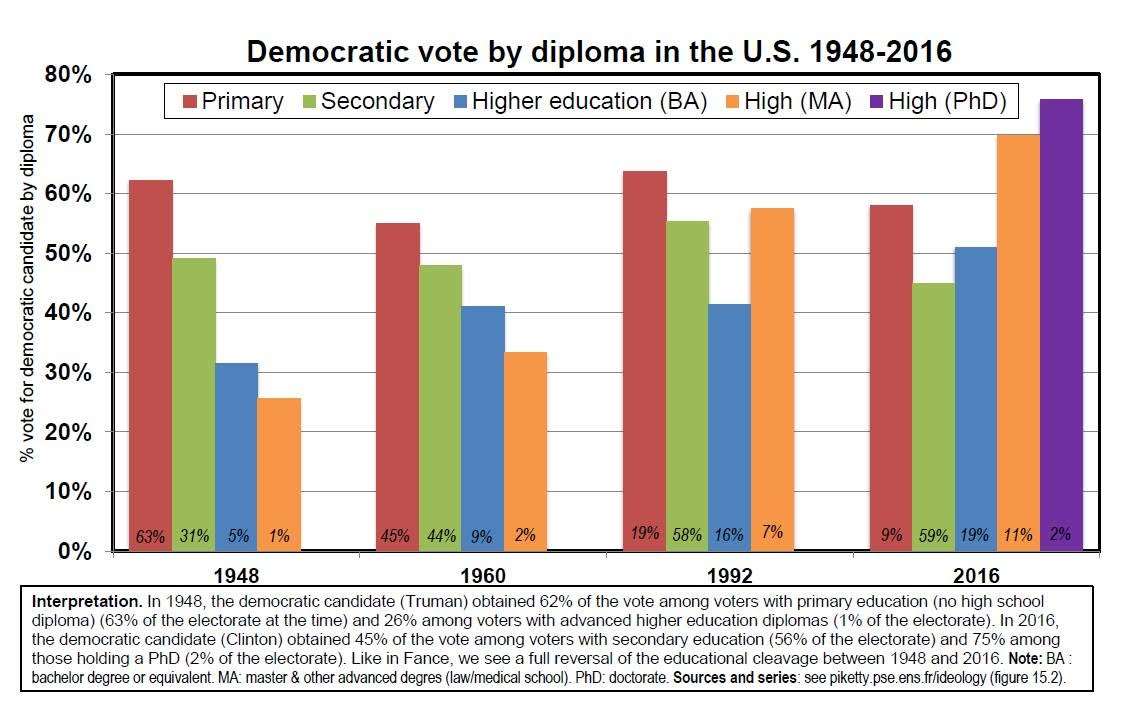 Democratic vote by diploma in the U.S. 1948-2016
% vote for democratic candidate by diploma
80%
70%
60%
50%
40%
30%
20%
10%
0%
Primary Secondary Higher education (BA) High (MA) High (PhD)
63% 31% 5% 1% 45% 44% 9% 2% 19% 58% 16% 7% 9% 59% 19% 11% 2%
1948 1960 1992 2016
Interpretation. In 1948, the democratic candidate (Truman) obtained 62% of the vote among voters with primary education (no high school
diploma) (63% of the electorate at the time) and 26% among voters with advanced higher education diplomas (1% of the electorate). In 2016,
the democratic candidate (Clinton) obtained 45% of the vote among voters with secondary education (56% of the electorate) and 75% among
those holding a PhD (2% of the electorate). Like in Fance, we see a full reversal of the educational cleavage between 1948 and 2016. Note: BA :
bachelor degree or equivalent. MA: master & other advanced degres (law/medical school). PhD: doctorate. Sources and series: see piketty.pse.ens.fr/ideology (figure 15.2).